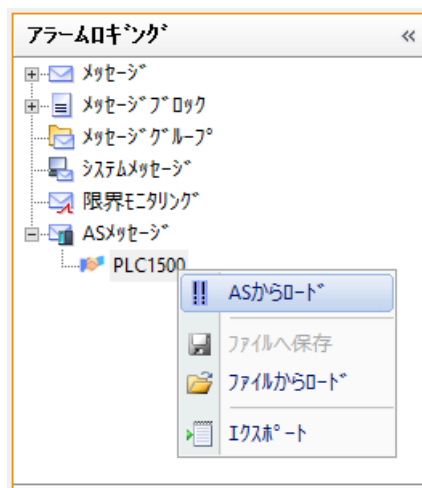 ｱﾗｰﾑﾛｷﾞﾝｸﾞ
«
ﾒｯｾｰｼﾞ
ﾒｯｾｰｼﾞﾌﾞﾛｯｸ
ﾒｯｾｰｼﾞｸﾞﾙｰﾌﾟ
ｼｽﾃﾑﾒｯｾｰｼﾞ
限界ﾓﾆﾀﾘﾝｸﾞ
ASﾒｯｾｰｼﾞ
PLC1500
ASからﾛｰﾄﾞ
ﾌｧｲﾙへ保存
ﾌｧｲﾙからﾛｰﾄﾞ
ｴｸｽﾎﾟｰﾄ